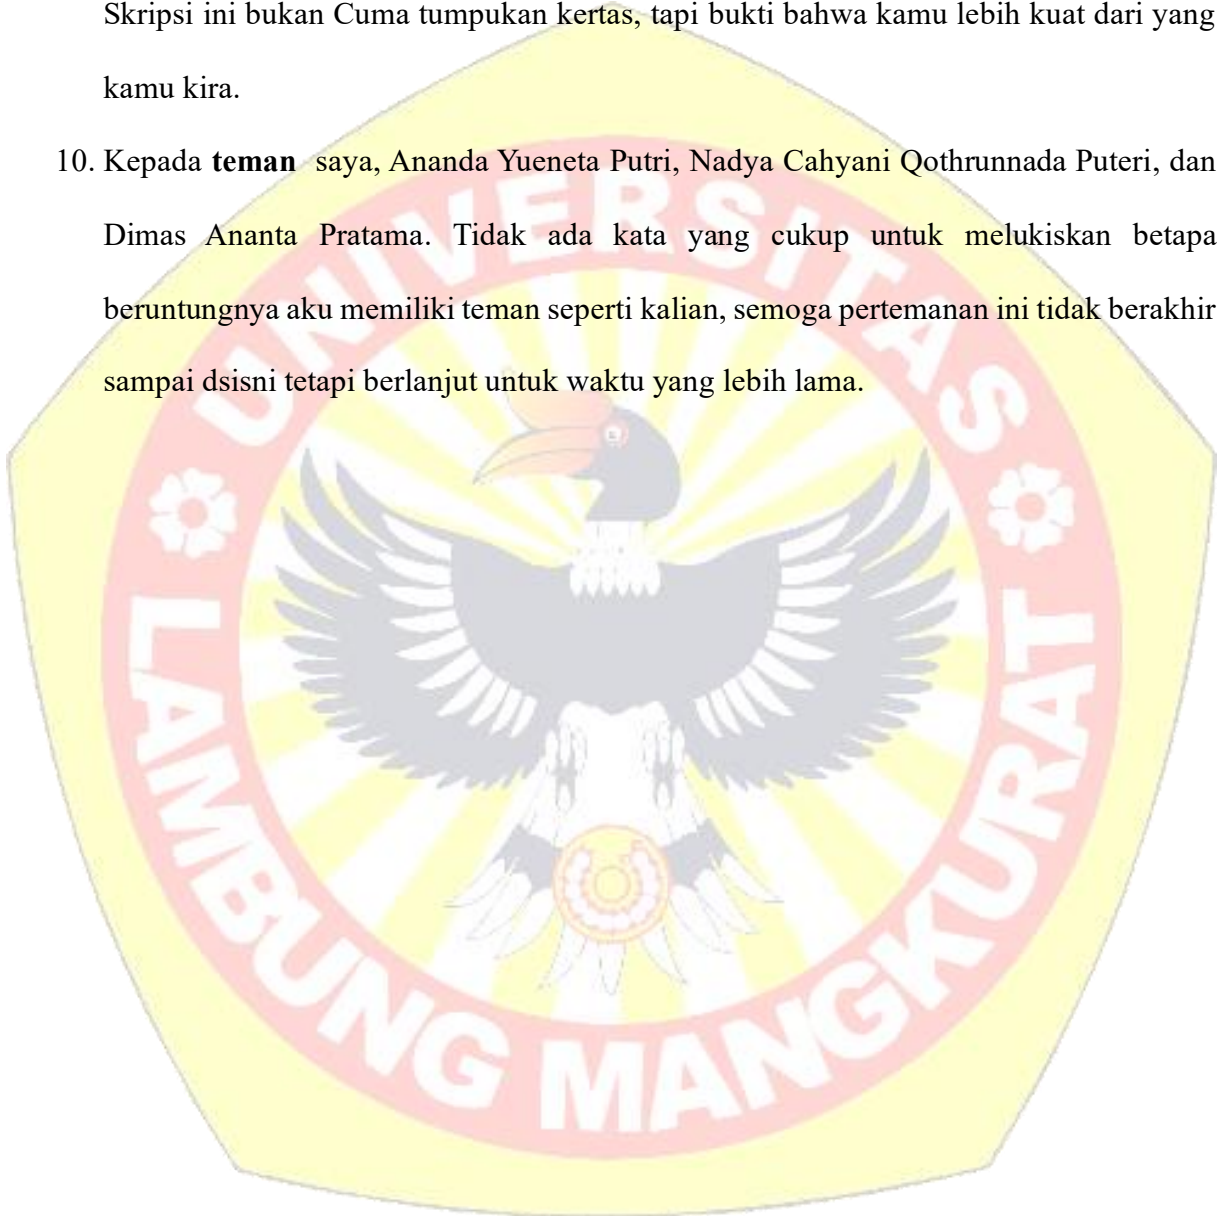 Skripsi ini bukan Cuma tumpukan kertas, tapi bukti bahwa kamu lebih kuat dari yang
kamu kira.
10. Kepada teman saya, Ananda Yueneta Putri, Nadya Cahyani Qothrunnada Puteri, dan
Dimas Ananta Pratama. Tidak ada kata yang cukup untuk melukiskan betapa
beruntungnya aku memiliki teman seperti kalian, semoga pertemanan ini tidak berakhir
sampai dsisni tetapi berlanjut untuk waktu yang lebih lama.
UNIVERSITAS
LAMBUNG MANGKURAT